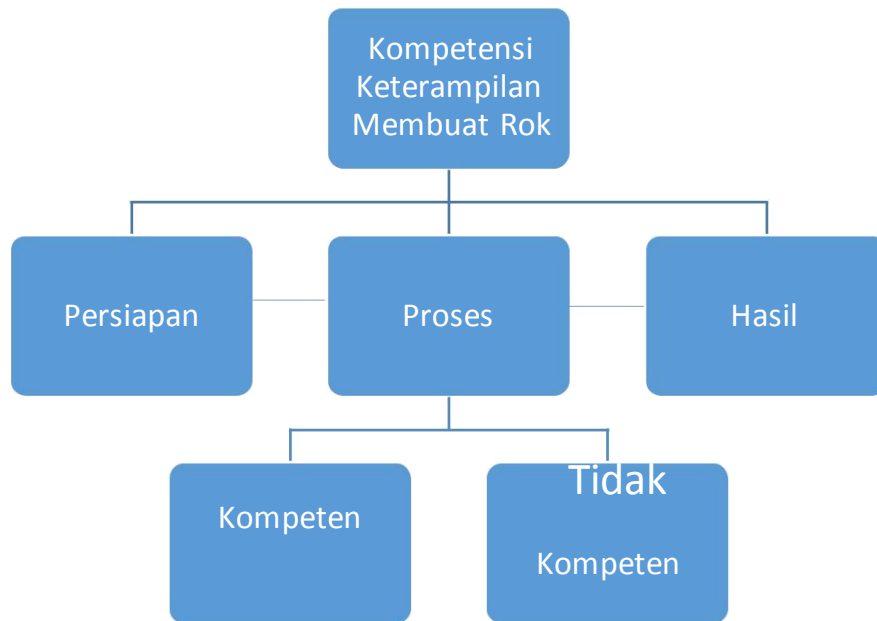 Kompetensi
Keterampilan
Membuat Rok
Persiapan
Proses
Hasil
Kompeten
Tidak
Kompeten